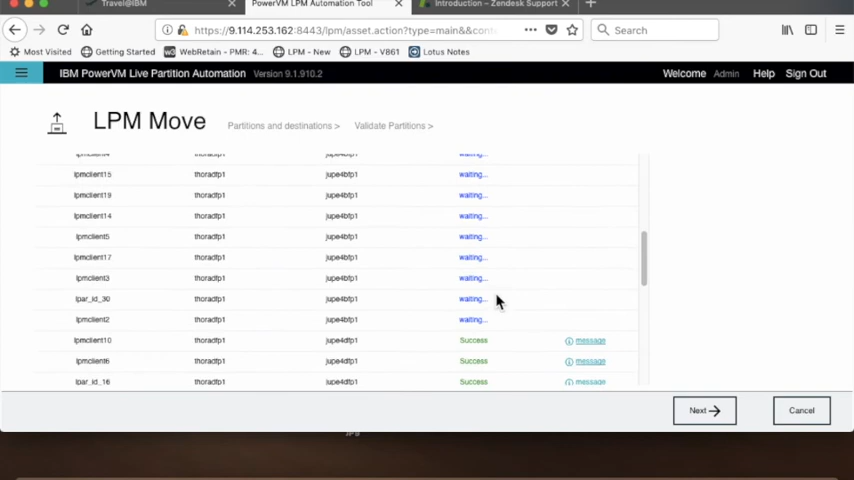 Travel@IBM
PowerVM LPM Automation Tool
Introduction – Zendesk Support
https://9.114.253.162:8443/lpm/asset.action?type=main&&cont
Search
Most Visited
Getting Started
WebRetain - PMR: 4...
LPM - New
LPM - V861
Lotus Notes
IBM PowerVM Live Partition Automation Version 9.1.910.2
Welcome Admin Help Sign Out
LPM Move
Partitions and destinations >
Validate Partitions >
lpmclient4 thoradfp1 jupe4bfp1 waiting...
lpmclient15 thoradfp1 jupe4bfp1 waiting...
lpmclient19 thoradfp1 jupe4bfp1 waiting...
lpmclient14 thoradfp1 jupe4bfp1 waiting...
lpmclient5 thoradfp1 jupe4bfp1 waiting...
lpmclient17 thoradfp1 jupe4bfp1 waiting...
lpmclient3 thoradfp1 jupe4bfp1 waiting...
lpar_id_30 thoradfp1 jupe4bfp1 waiting...
lpmclient2 thoradfp1 jupe4bfp1 waiting...
lpmclient10 thoradfp1 jupe4dfp1 Success message
lpmclient6 thoradfp1 jupe4dfp1 Success message
lpar_id_16 thoradfp1 jupe4dfp1 Success message
Next
Cancel